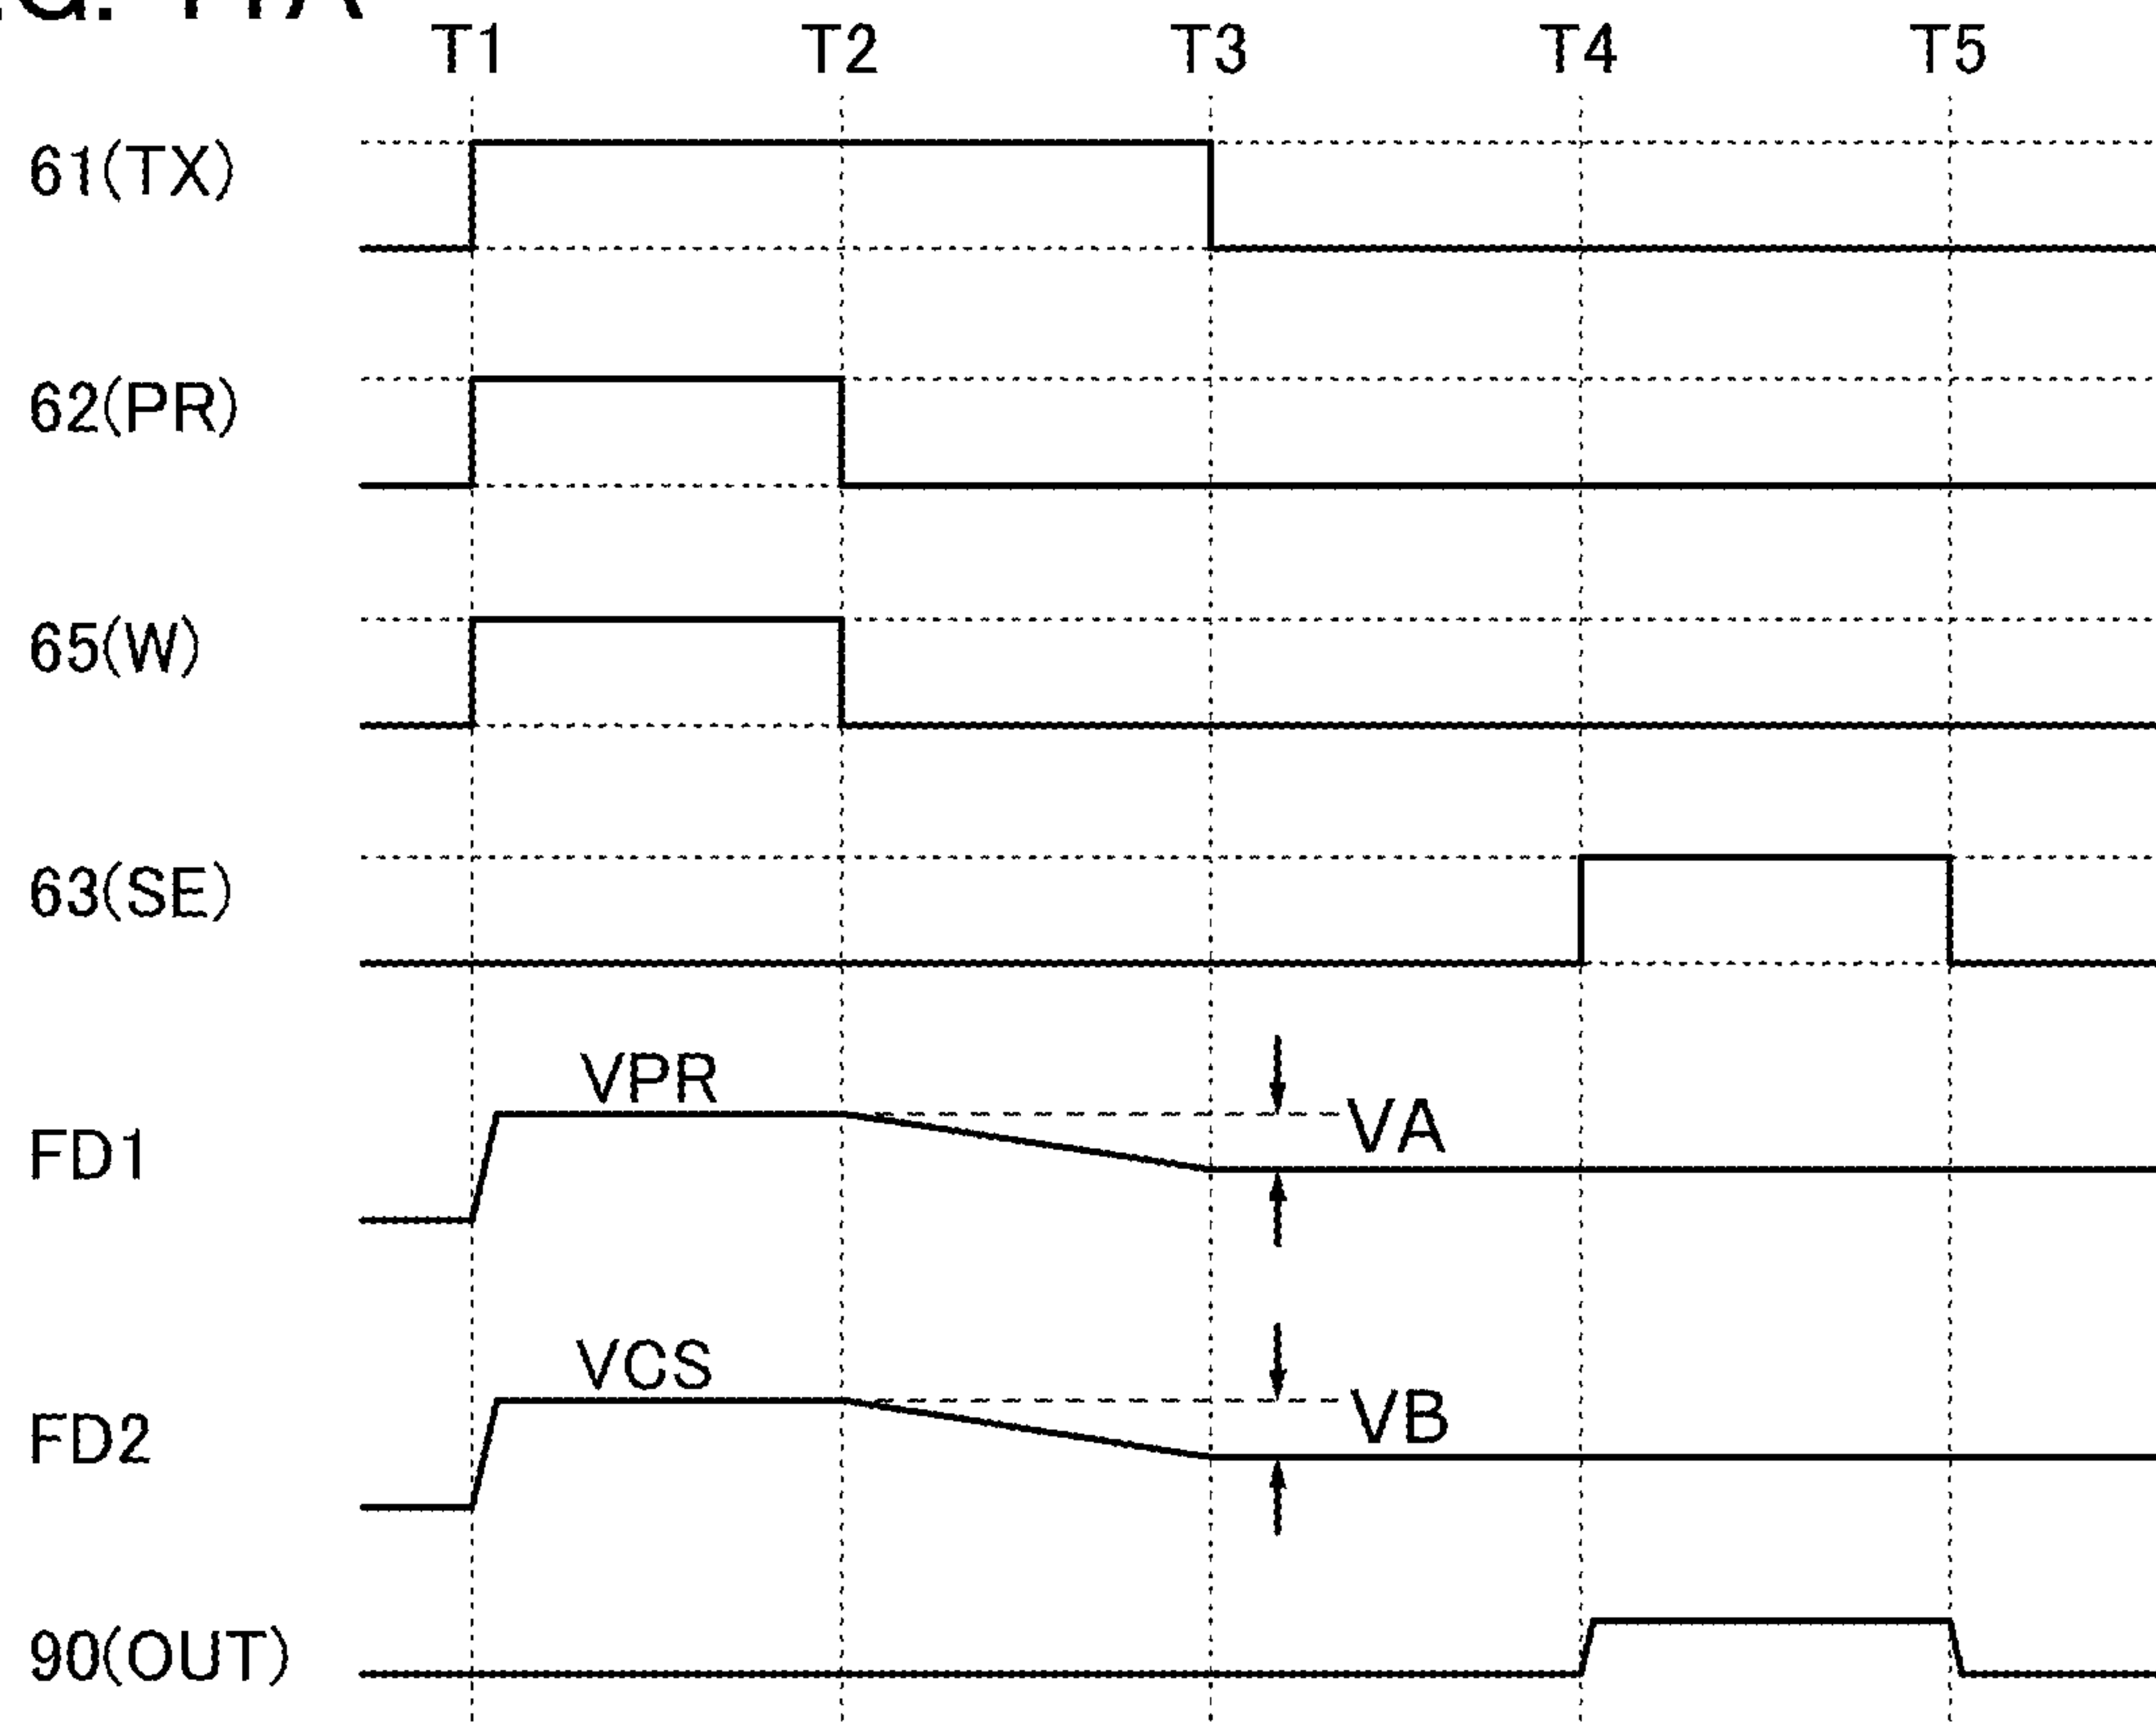 T1 T2 T3 T4 T5
61(TX)
62(PR)
65(W)
63(SE)
VPR
VA
FD1
VCS
VB
FD2
90(OUT)